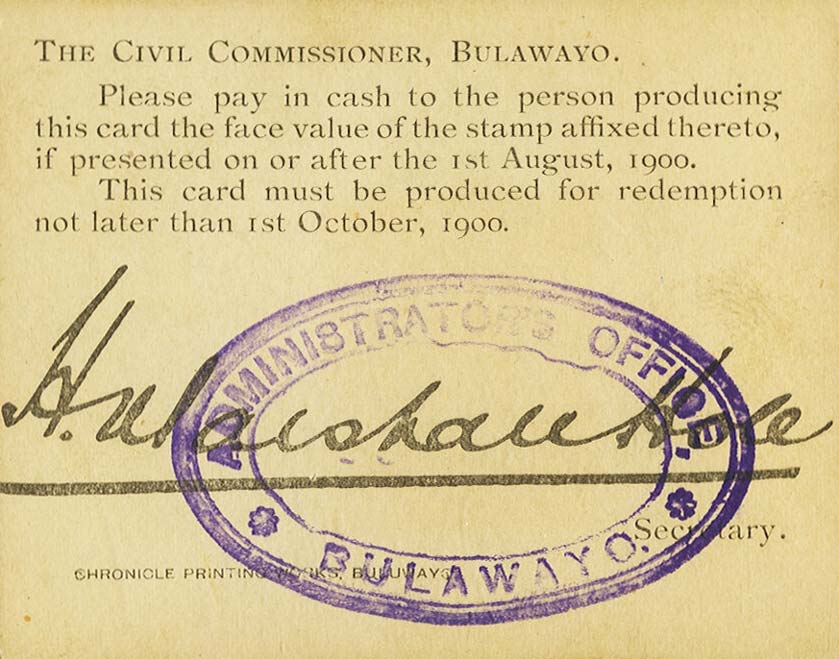 THE CIVIL COMMISSIONER, BULAWAYO.
Please pay in cash to the person producing
this card the face value of the stamp affixed thereto,
if presented on or after the 1st August, 1900.
This card must be produced for redemption
not later than 1st October, 1900.
H. Marshall Hole
ADMINISTRATOR'S OFFICE,
BULAWAYO.
Secretary.
CHRONICLE PRINTING WORKS, BULUWAYO